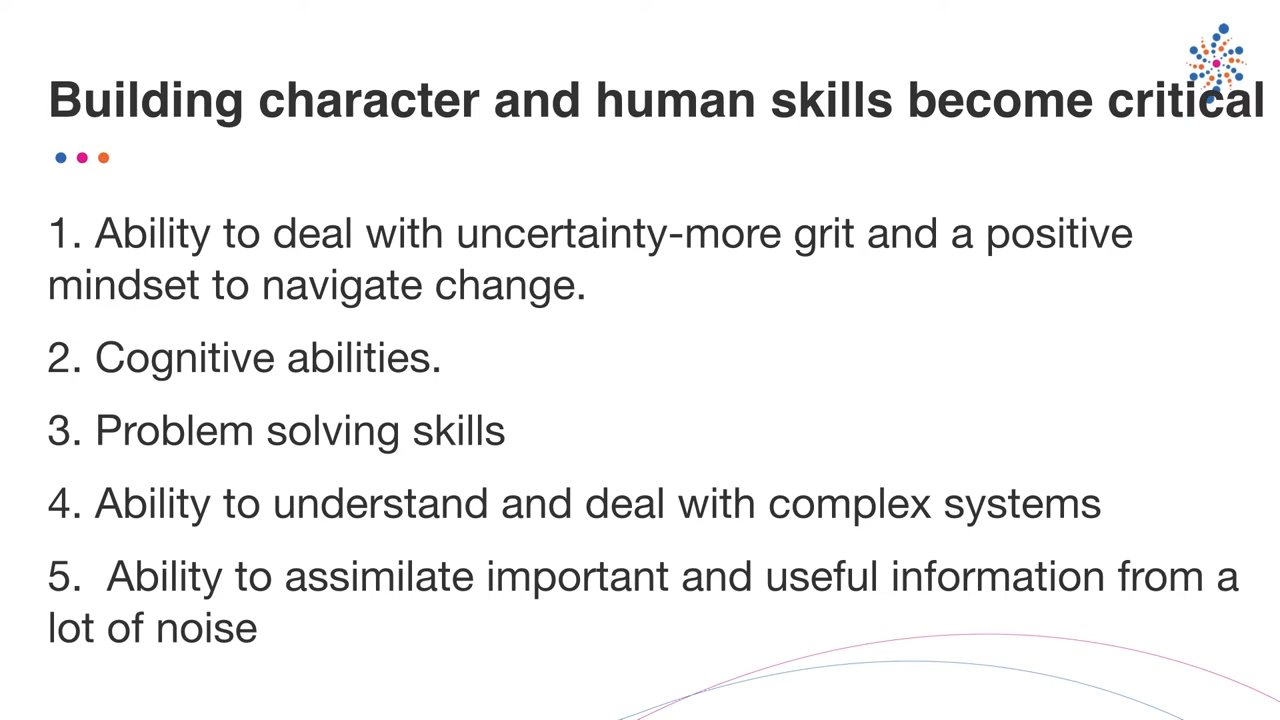 Building character and human skills become critical
1. Ability to deal with uncertainty-more grit and a positive
mindset to navigate change.
2. Cognitive abilities.
3. Problem solving skills
4. Ability to understand and deal with complex systems
5.  Ability to assimilate important and useful information from a
lot of noise